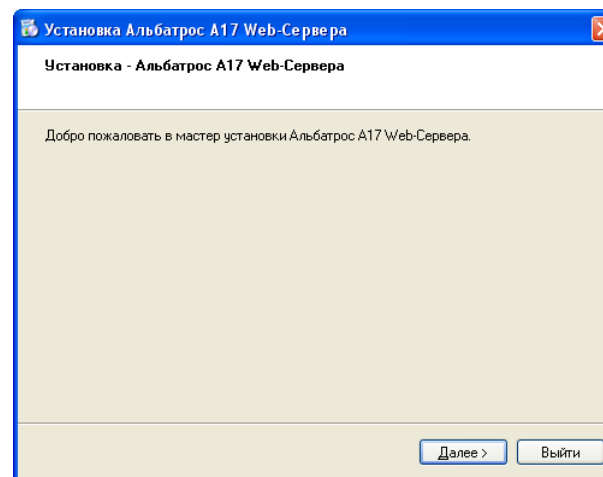 Установка Альбатрос А17 Web-Сервера
Установка - Альбатрос А17 Web-Сервера
Добро пожаловать в мастер установки Альбатрос А17 Web-Сервера.
Далее >
Выйти